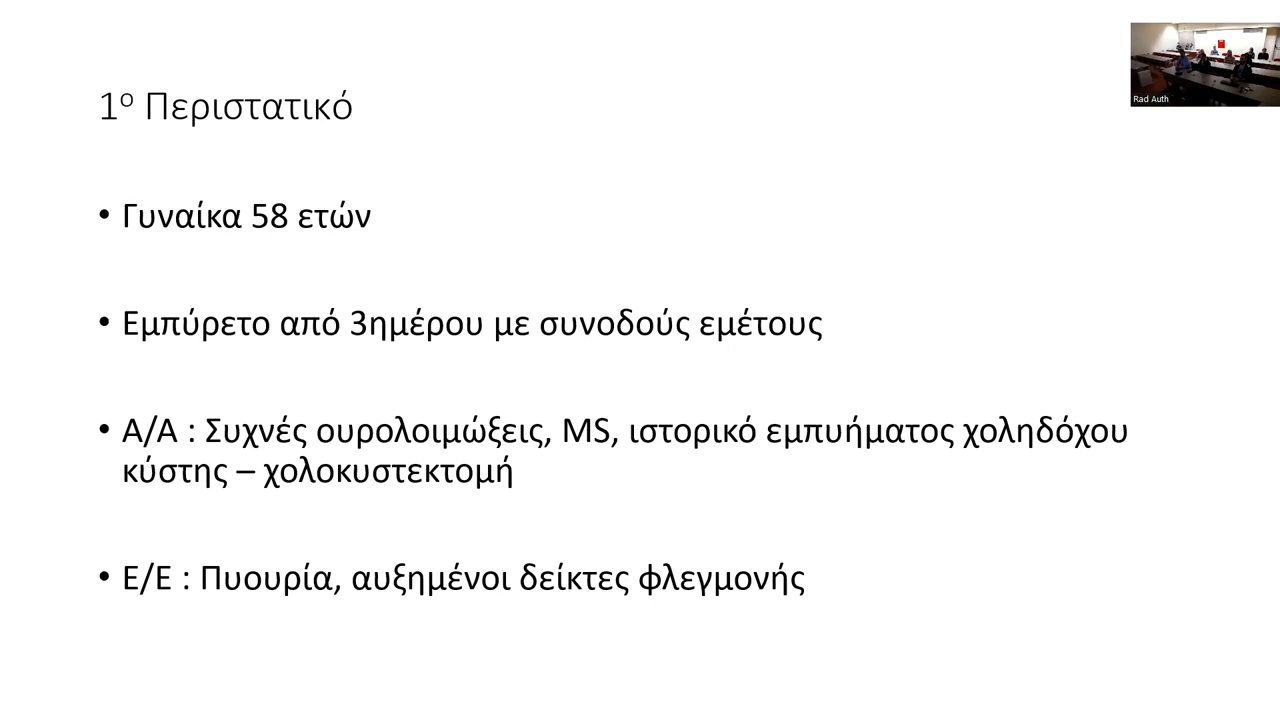 1ο Περιστατικό
Rad Auth
• Γυναίκα 58 ετών
• Εμπύρετο από 3ημέρου με συνοδούς εμέτους
• Α/Α : Συχνές ουρολοιμώξεις, MS, ιστορικό εμπυήματος χοληδόχου
κύστης – χολοκυστεκτομή
• Ε/Ε : Πυουρία, αυξημένοι δείκτες φλεγμονής